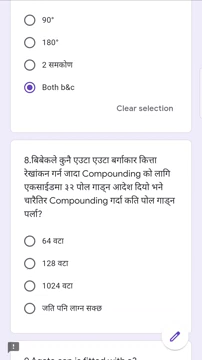 90°
180°
2 समकोण
Both b&c
Clear selection
8.बिबेकले कुनै एउटा एउटा बर्गाकार कित्ता
रेखांकन गर्न जादा Compounding को लागि
एकसाईडमा ३२ पोल गाड्न आदेश दियो भने
चारैतिर Compounding गर्दा कति पोल गाड्न
पर्ला?
64 वटा
128 वटा
1024 वटा
जति पनि लाग्न सक्छ